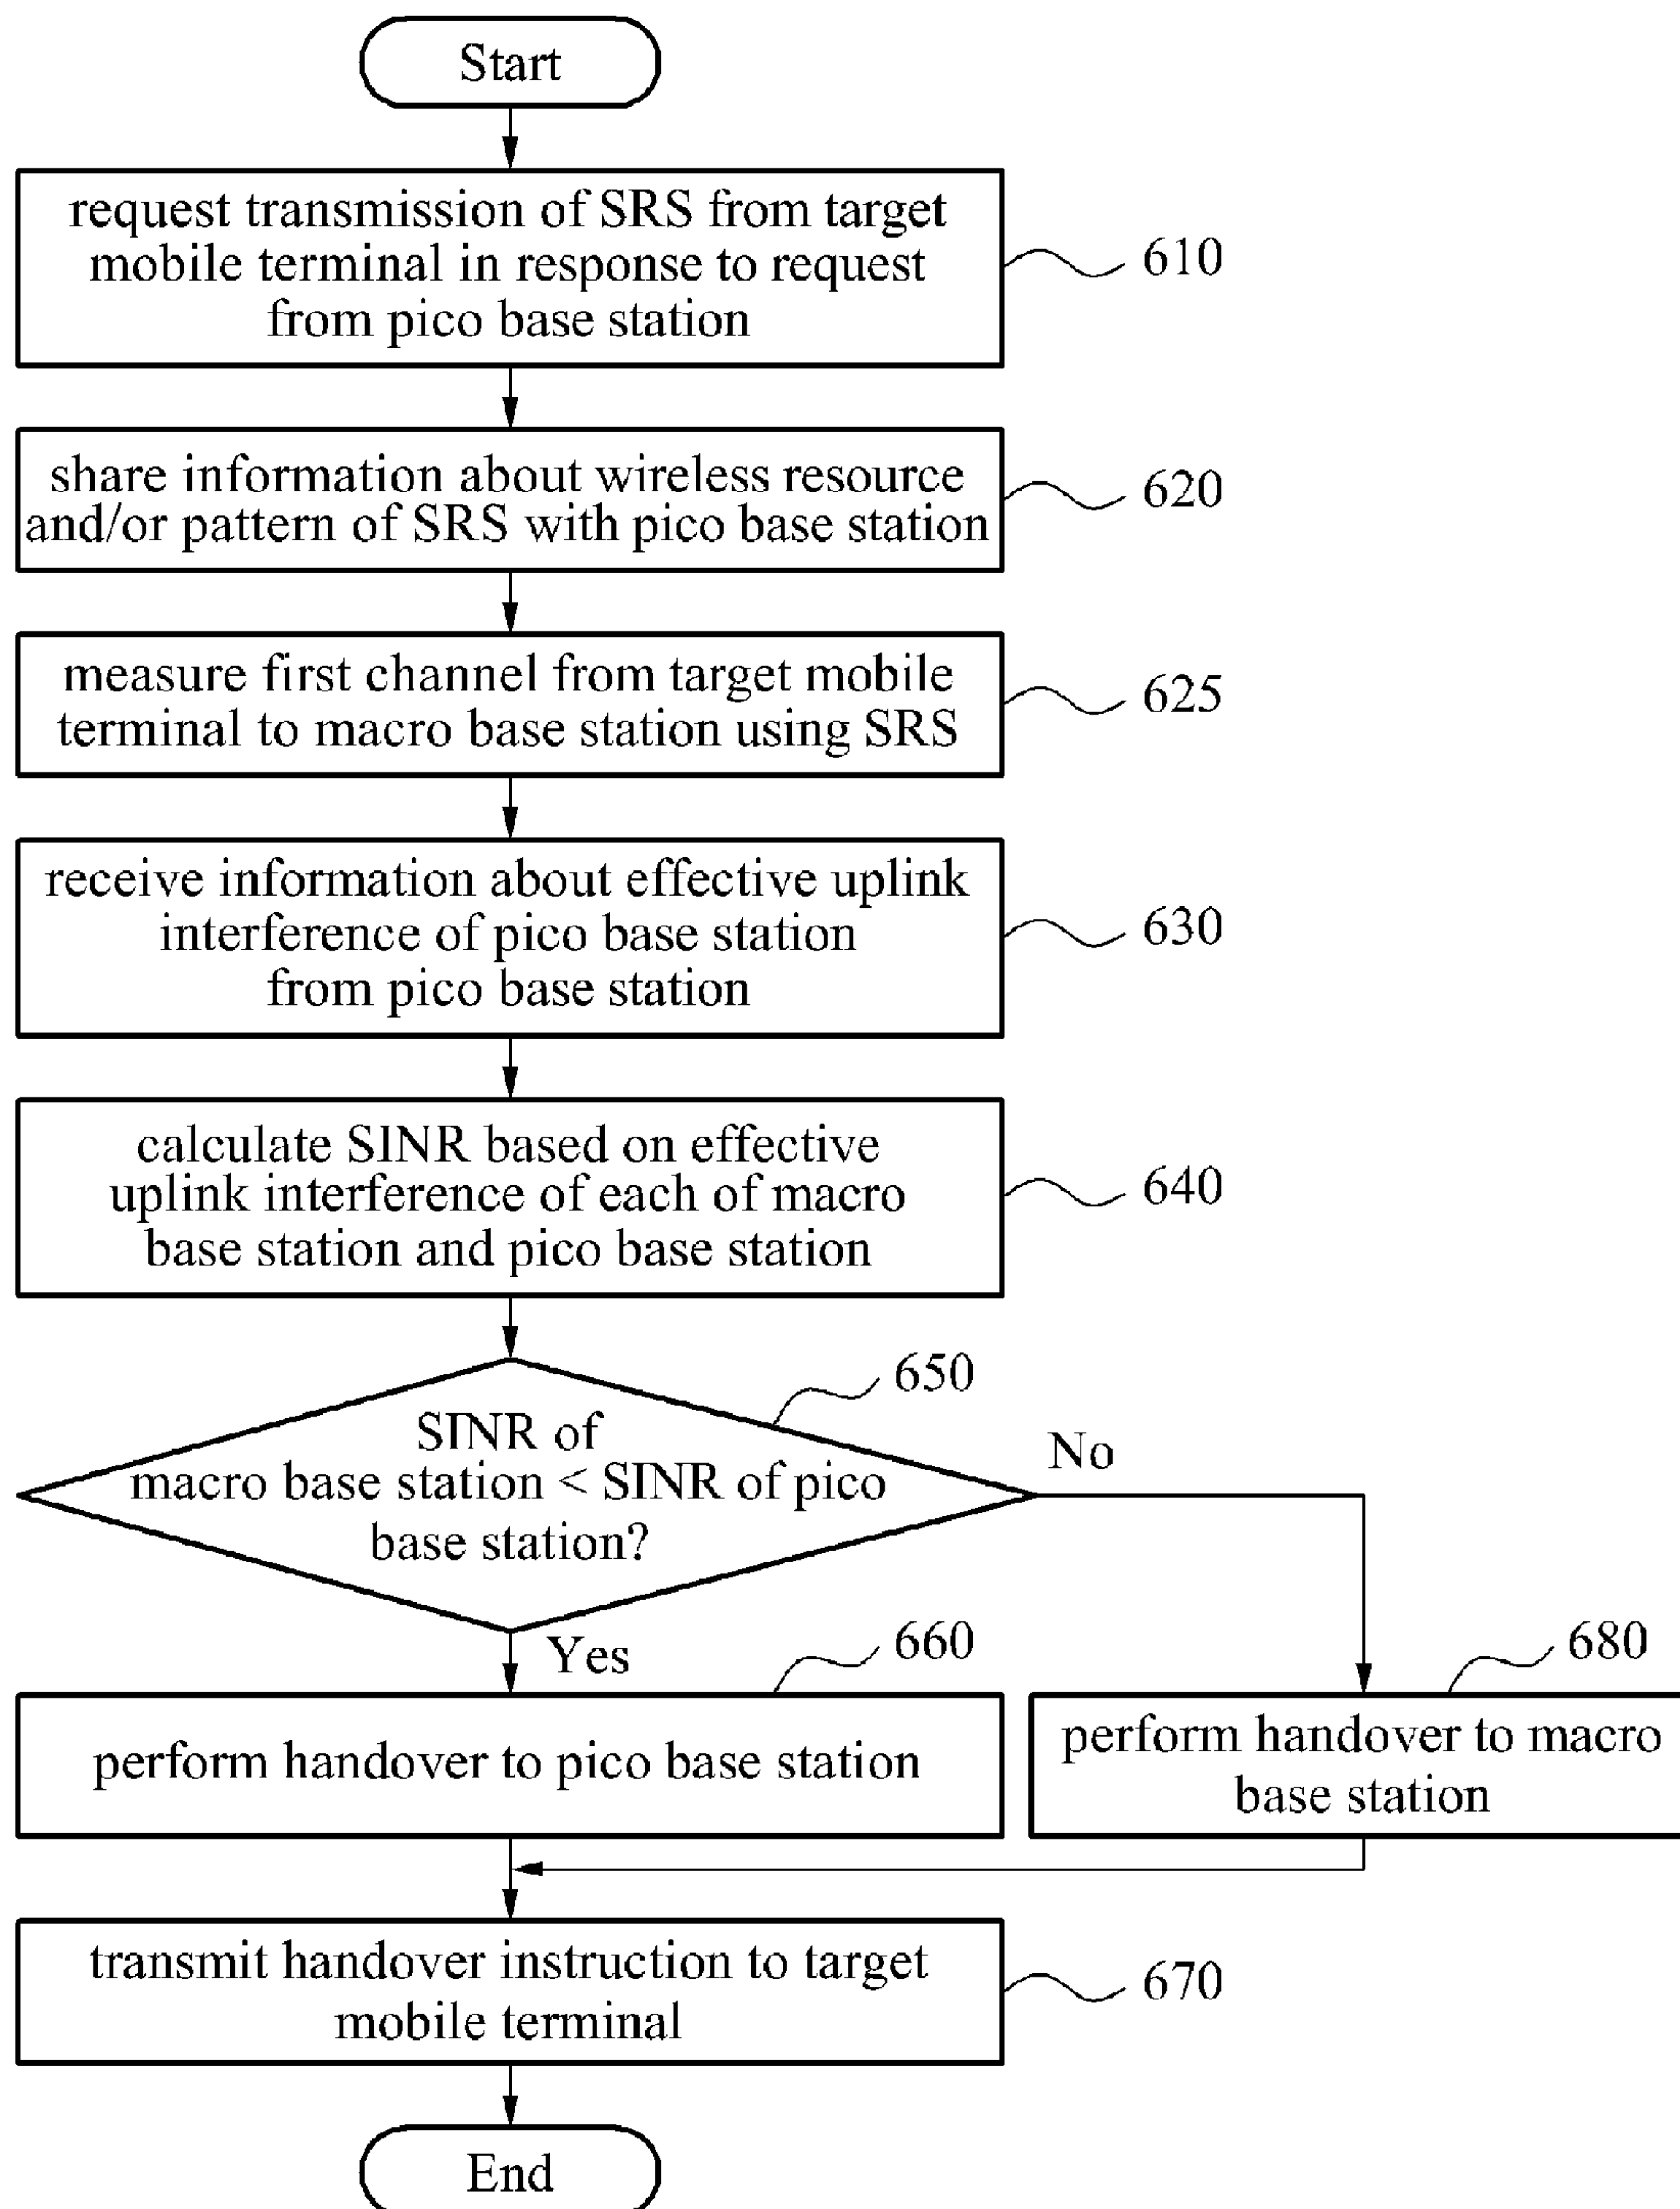 Start
request transmission of SRS from target
mobile terminal in response to request
from pico base station
610
share information about wireless resource
and/or pattern of SRS with pico base station
620
measure first channel from target mobile
terminal to macro base station using SRS
625
receive information about effective uplink
interference of pico base station
from pico base station
630
calculate SINR based on effective
uplink interference of each of macro
base station and pico base station
640
650
SINR of
macro base station < SINR of pico
base station?
No
Yes
660
perform handover to pico base station
680
perform handover to macro
base station
transmit handover instruction to target
mobile terminal
670
End